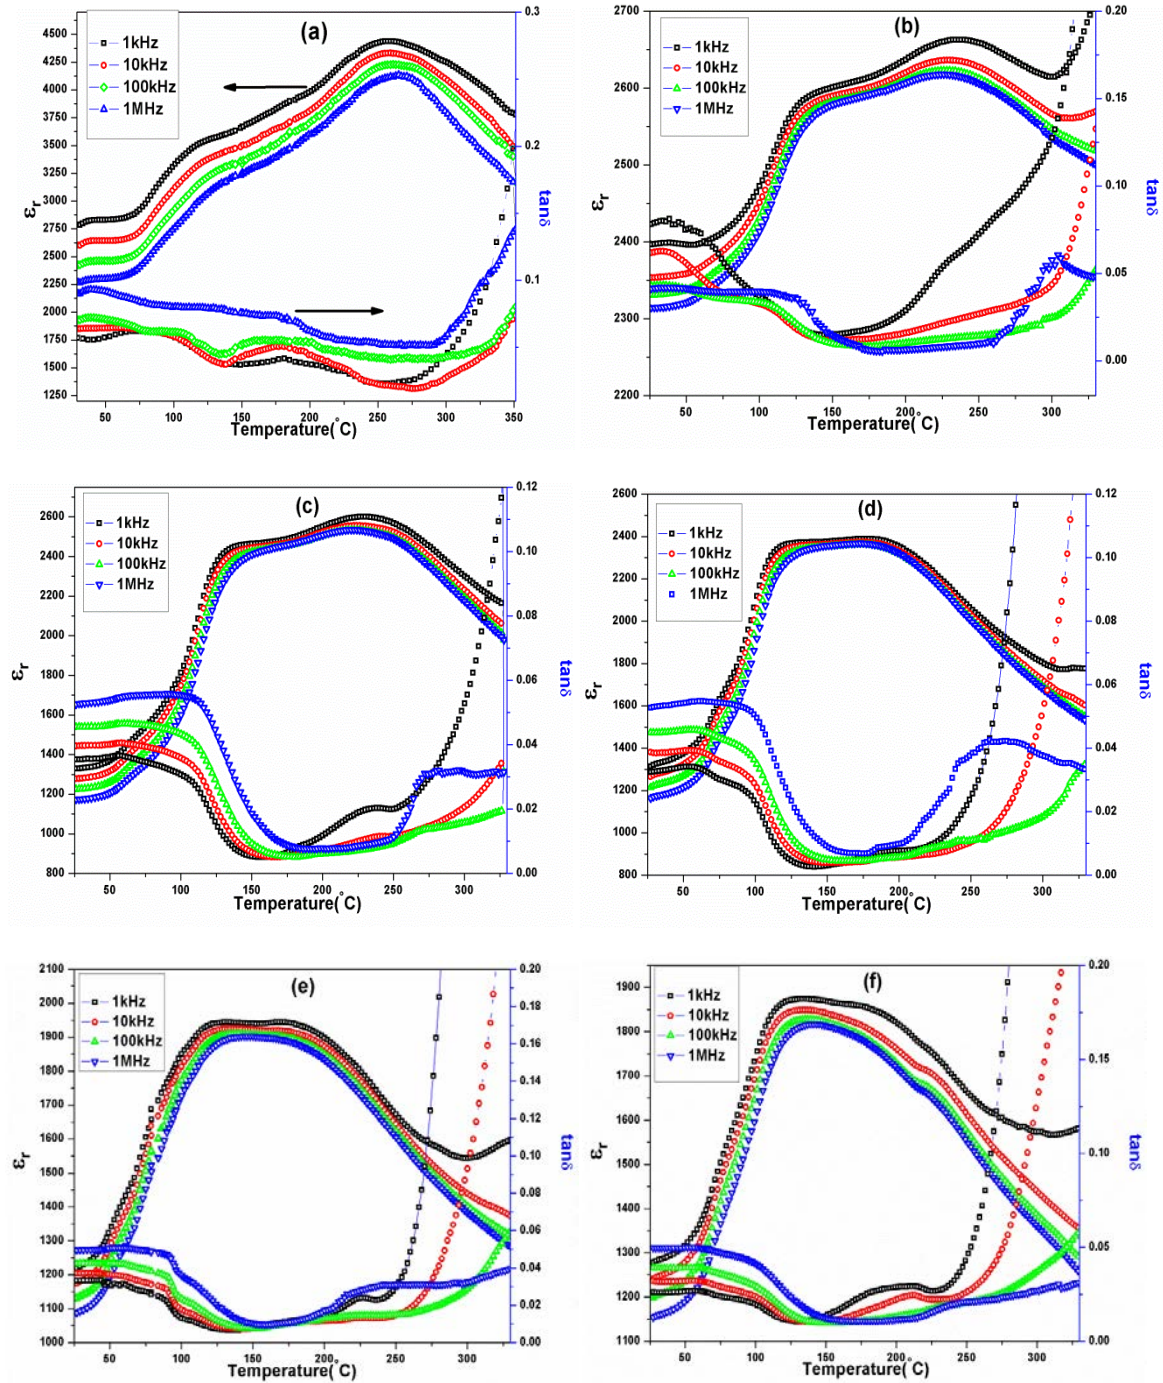 (a)
1kHz
10kHz
100kHz
1MHz
4500
4250
4000
3750
3500
3250
3000
2750
2500
2250
2000
1750
1500
1250
εr
0.3
0.2
0.1
tanδ
50 100 150 200 250 300 350
Temperature(°C)
(b)
1kHz
10kHz
100kHz
1MHz
2700
2600
2500
2400
2300
2200
εr
0.20
0.15
0.10
0.05
0.00
tanδ
50 100 150 200 250 300
Temperature(°C)
(c)
1kHz
10kHz
100kHz
1MHz
2600
2400
2200
2000
1800
1600
1400
1200
1000
800
εr
0.12
0.10
0.08
0.06
0.04
0.02
0.00
tanδ
50 100 150 200 250 300
Temperature(°C)
(d)
1kHz
10kHz
100kHz
1MHz
2600
2400
2200
2000
1800
1600
1400
1200
1000
800
εr
0.12
0.10
0.08
0.06
0.04
0.02
0.00
tanδ
50 100 150 200 250 300
Temperature(°C)
(e)
1kHz
10kHz
100kHz
1MHz
2100
2000
1900
1800
1700
1600
1500
1400
1300
1200
1100
1000
εr
0.20
0.18
0.16
0.14
0.12
0.10
0.08
0.06
0.04
0.02
0.00
tanδ
50 100 150 200 250 300
Temperature(°C)
(f)
1kHz
10kHz
100kHz
1MHz
1900
1800
1700
1600
1500
1400
1300
1200
1100
εr
0.20
0.15
0.10
0.05
0.00
tanδ
50 100 150 200 250 300
Temperature(°C)